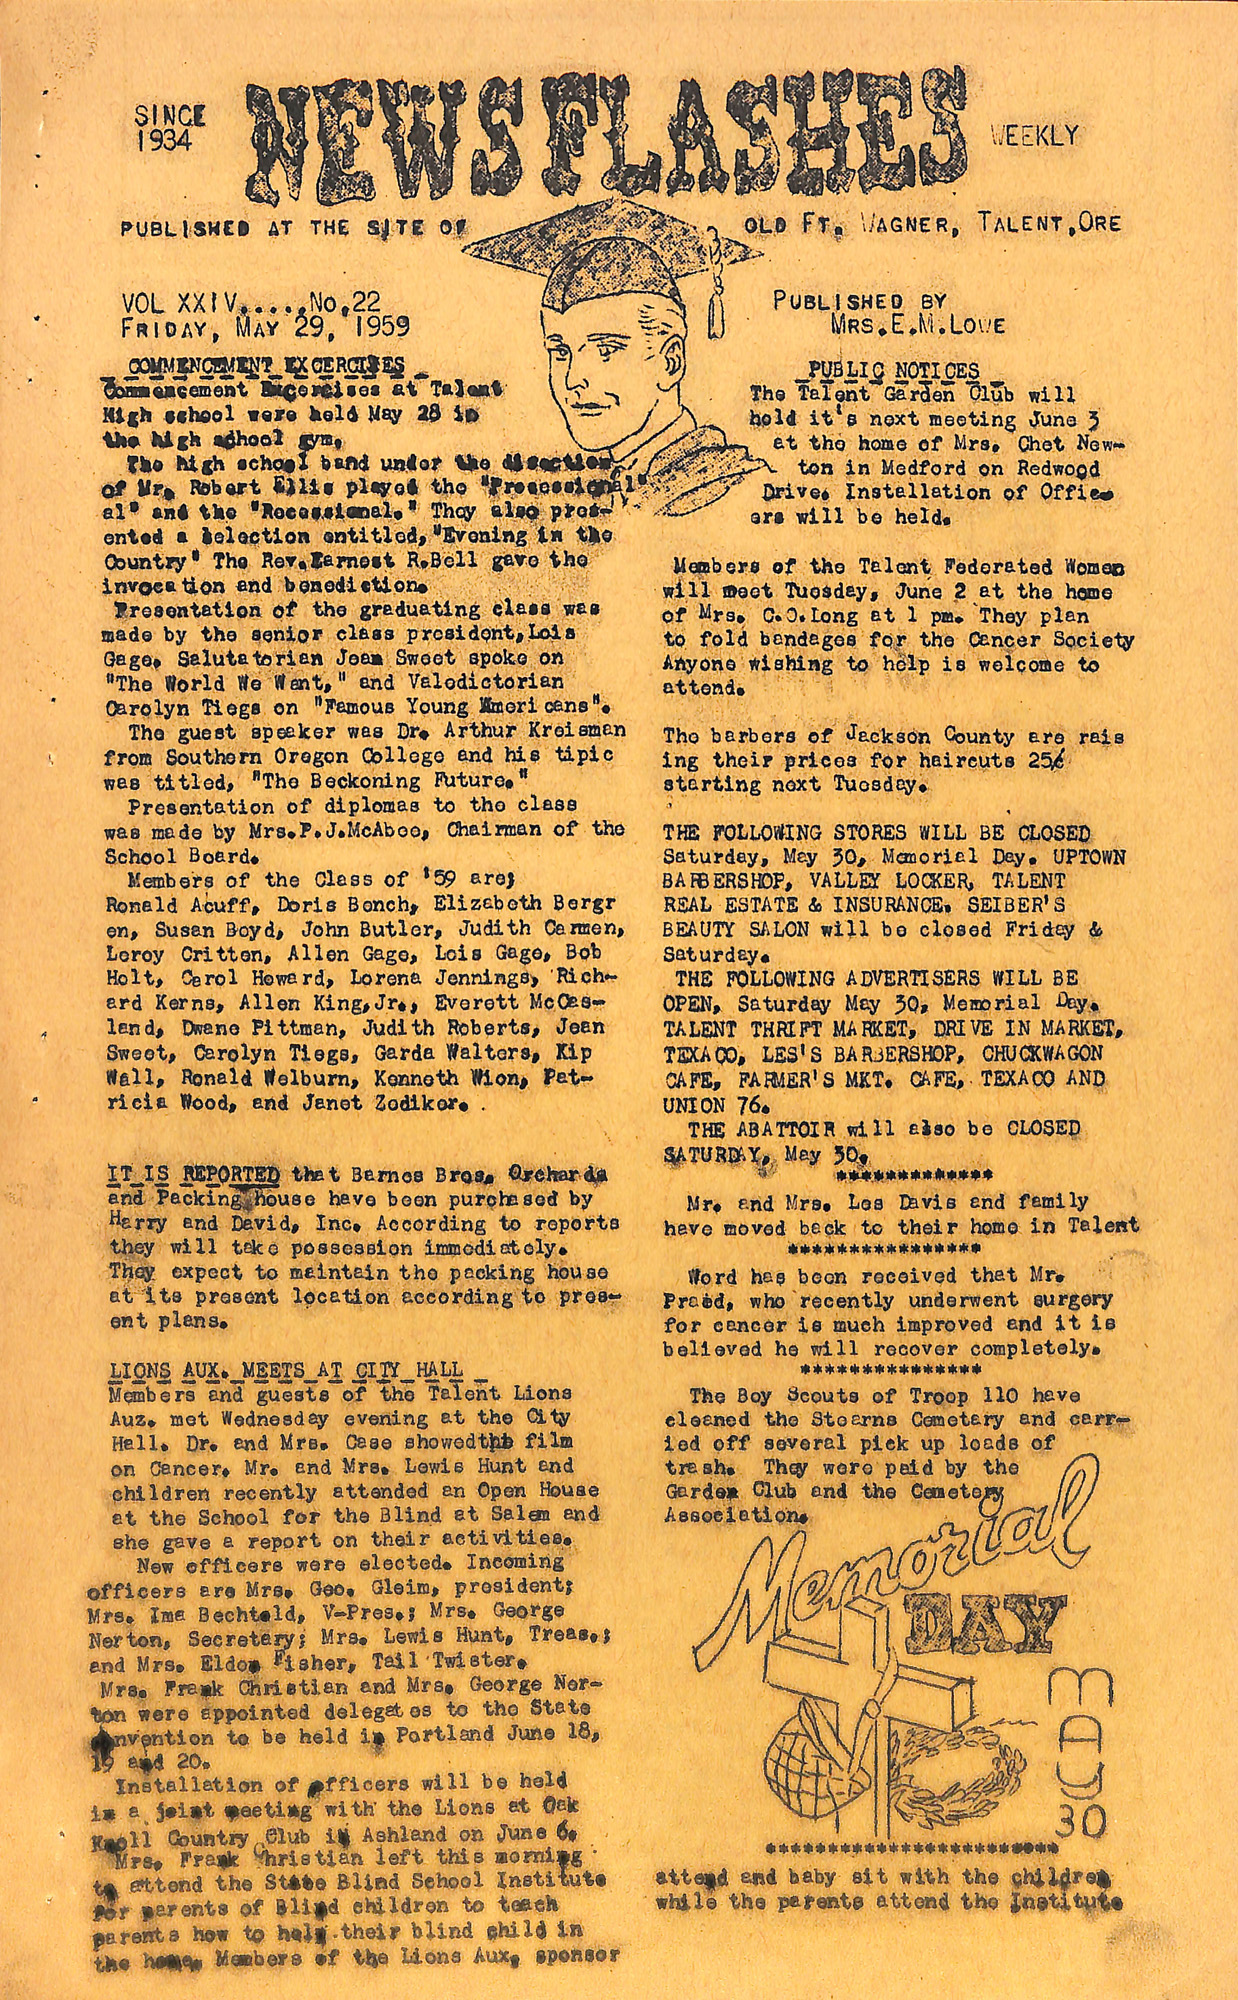 SINCE
1934
NEWS FLASHES
WEEKLY
PUBLISHED AT THE SITE OF OLD FT. WAGNER, TALENT,ORE
VOL XXIV.....No.22
FRIDAY, MAY 29, 1959
PUBLISHED BY
MRS.E.M.LOWE
COMMENCEMENT EXCERCISES
Commencement Excercises at Talent
High school were held May 28 in
the high school gym.
The high school band under the direction
of Mr. Robert Ellis played the "Processional"
al" and the "Recessional." They also pres-
ented a selection entitled, "Evening in the
Country" The Rev.Earnest R.Bell gave the
invocation and benediction.
Presentation of the graduating class was
made by the senior class president,Lois
Gage. Salutatorian Jean Sweet spoke on
"The World We Want," and Valedictorian
Carolyn Tiegs on "Famous Young Americans".
The guest speaker was Dr. Arthur Kreisman
from Southern Oregon College and his tipic
was titled, "The Beckoning Future."
Presentation of diplomas to the class
was made by Mrs.P.J.McAbee, Chairman of the
School Board.
Members of the Class of '59 are;
Ronald Acuff, Doris Bench, Elizabeth Bergr
en, Susan Boyd, John Butler, Judith Carmen,
Leroy Critten, Allen Gage, Lois Gage, Bob
Holt, Carol Howard, Lorena Jennings, Rich-
ard Kerns, Allen King,Jr., Everett McCas-
land, Dwane Pittman, Judith Roberts, Jean
Sweet, Carolyn Tiegs, Garda Walters, Kip
Wall, Ronald Welburn, Kenneth Wion, Pat-
ricia Wood, and Janet Zediker.
IT IS REPORTED that Barnes Bros. Orchards
and Packing house have been purchased by
Harry and David, Inc. According to reports
they will take possession immediately.
They expect to maintain the packing house
at its present location according to pres-
ent plans.
LIONS AUX. MEETS AT CITY HALL
Members and guests of the Talent Lions
Auz. met Wednesday evening at the City
Hall. Dr. and Mrs. Case showed the film
on Cancer. Mr. and Mrs. Lewis Hunt and
children recently attended an Open House
at the School for the Blind at Salem and
she gave a report on their activities.
New officers were elected. Incoming
officers are Mrs. Geo. Gleim, president;
Mrs. Ima Bechtold, V-Pres.; Mrs. George
Norton, Secretary; Mrs. Lewis Hunt, Treas.;
and Mrs. Eldon Fisher, Tail Twister.
Mrs. Frank Christian and Mrs. George Nor-
ton were appointed delegates to the State
Convention to be held in Portland June 18,
19 and 20.
Installation of officers will be held
in a joint meeting with the Lions at Oak
Knoll Country Club in Ashland on June 6.
Mrs. Frank Christian left this morning
to attend the State Blind School Institute
for parents of Blind children to teach
parents how to help their blind child in
the home. Members of the Lions Aux. sponsor
PUBLIC NOTICES
The Talent Garden Club will
hold it's next meeting June 3
at the home of Mrs. Chet New-
ton in Medford on Redwood
Drive. Installation of Offic-
ers will be held.
Members of the Talent Federated Women
will meet Tuesday, June 2 at the home
of Mrs. C.O.Long at 1 pm. They plan
to fold bandages for the Cancer Society
Anyone wishing to help is welcome to
attend.
The barbers of Jackson County are rais
ing their prices for haircuts 25¢
starting next Tuesday.
THE FOLLOWING STORES WILL BE CLOSED
Saturday, May 30, Memorial Day. UPTOWN
BARBERSHOP, VALLEY LOCKER, TALENT
REAL ESTATE & INSURANCE. SEIBER'S
BEAUTY SALON will be closed Friday &
Saturday.
THE FOLLOWING ADVERTISERS WILL BE
OPEN, Saturday May 30, Memorial Day.
TALENT THRIFT MARKET, DRIVE IN MARKET,
TEXACO, LES'S BARBERSHOP, CHUCKWAGON
CAFE, FARMER'S MKT. CAFE, TEXACO AND
UNION 76.
THE ABATTOIR will also be CLOSED
SATURDAY, May 30.
*************
Mr. and Mrs. Les Davis and family
have moved back to their home in Talent
****************
Word has been received that Mr.
Praed, who recently underwent surgery
for cancer is much improved and it is
believed he will recover completely.
***************
The Boy Scouts of Troop 110 have
cleaned the Stearns Cemetary and carr-
ied off several pick up loads of
trash. They were paid by the
Garden Club and the Cemetery
Association.
Memorial
DAY
MAY
30
************************
attend and baby sit with the children
while the parents attend the Institute